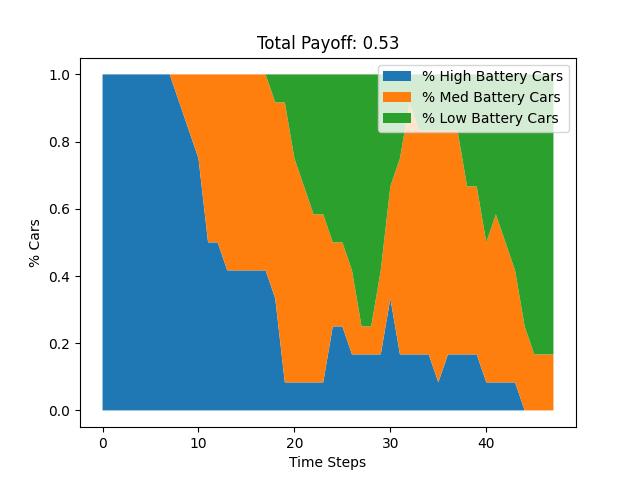 Total Payoff: 0.53
% High Battery Cars
% Med Battery Cars
% Low Battery Cars
1.0
0.8
0.6
0.4
0.2
0.0
% Cars
0 10 20 30 40
Time Steps